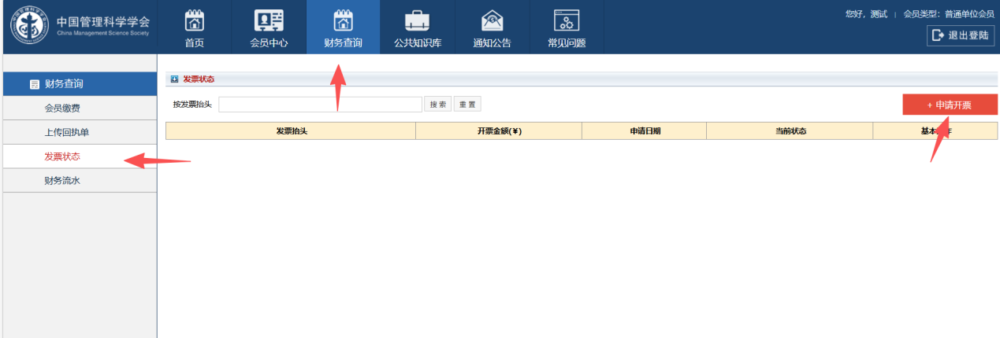 中国管理科学学会
China Management Science Society
首页
会员中心
财务查询
公共知识库
通知公告
常见问题
您好, 测试 | 会员类型: 普通单位会员
退出登陆
财务查询
会员缴费
上传回执单
发票状态
财务流水
发票状态
按发票抬头 搜索 重置
+ 申请开票
发票抬头 开票金额(¥) 申请日期 当前状态 基本